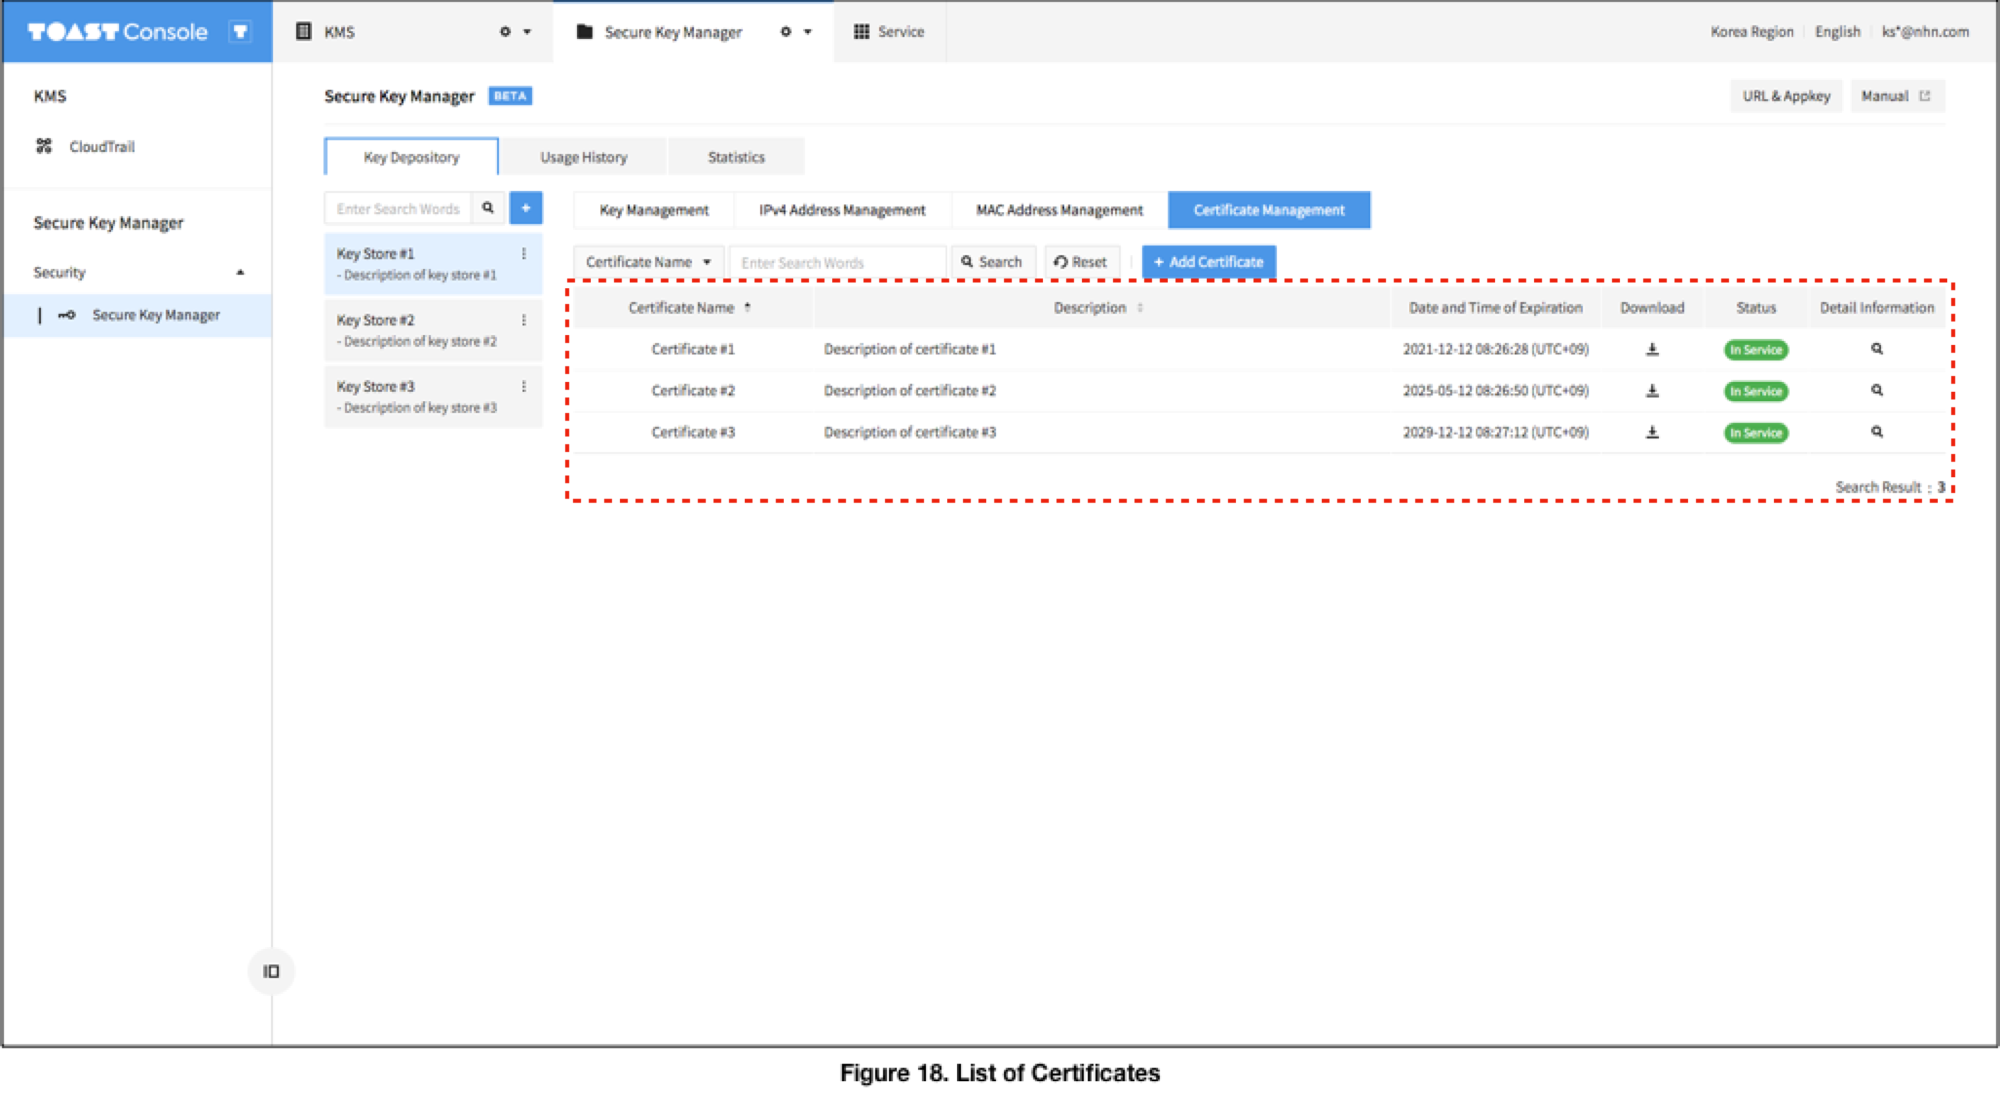 TOAST Console
KMS
Secure Key Manager
Service
Korea Region
English
ks*@nhn.com
KMS
CloudTrail
Secure Key Manager
Security
Secure Key Manager
Secure Key Manager BETA
URL & Appkey
Manual
Key Depository
Usage History
Statistics
Enter Search Words
+
Key Store #1
- Description of key store #1
Key Store #2
- Description of key store #2
Key Store #3
- Description of key store #3
Key Management
IPv4 Address Management
MAC Address Management
Certificate Management
Certificate Name
Enter Search Words
Search
Reset
+ Add Certificate
Certificate Name Description Date and Time of Expiration Download Status Detail Information
Certificate #1 Description of certificate #1 2021-12-12 08:26:28 (UTC+09) In Service
Certificate #2 Description of certificate #2 2025-05-12 08:26:50 (UTC+09) In Service
Certificate #3 Description of certificate #3 2029-12-12 08:27:12 (UTC+09) In Service
Search Result : 3
Figure 18. List of Certificates